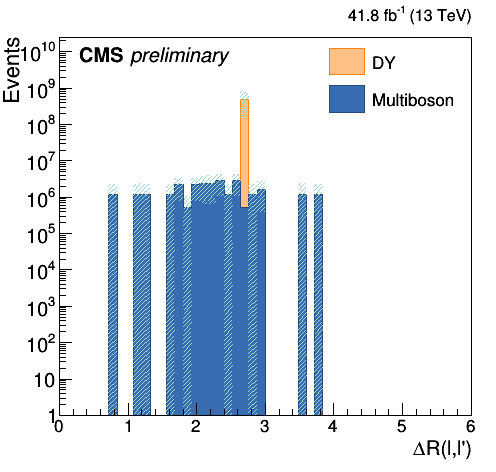 41.8 fb⁻¹ (13 TeV)
CMS preliminary
DY
Multiboson
Events
10¹⁰
10⁹
10⁸
10⁷
10⁶
10⁵
10⁴
10³
10²
10
1
0 1 2 3 4 5 6
ΔR(l,l')